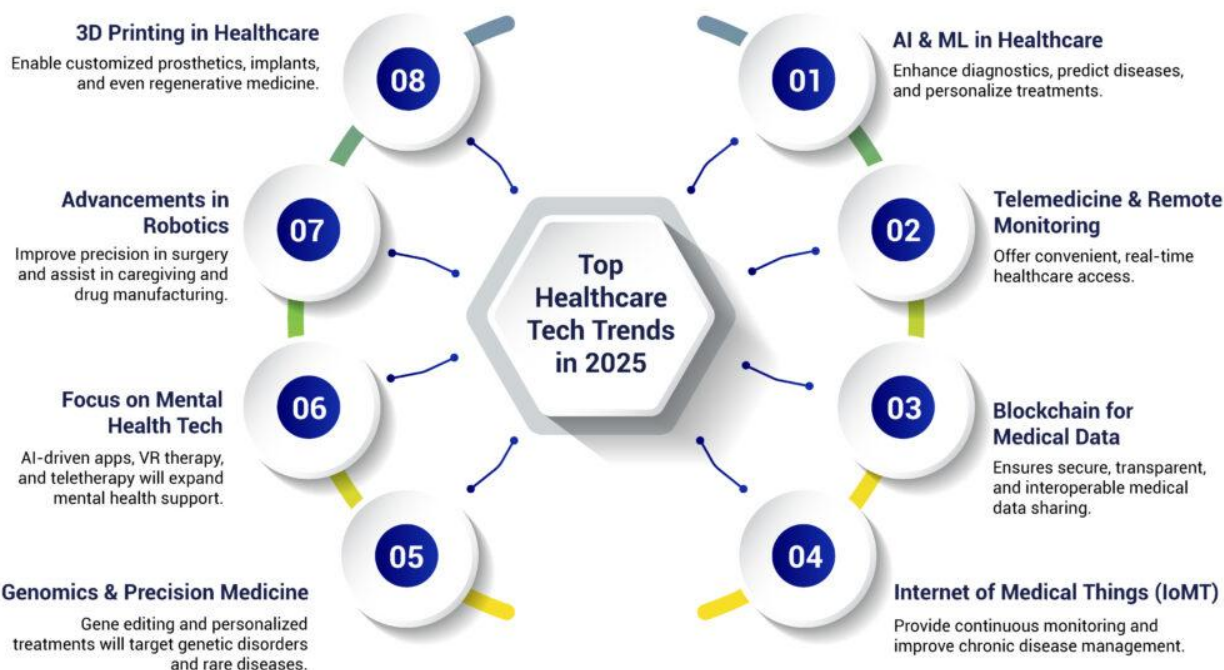 Top
Healthcare
Tech Trends
in 2025
01
AI & ML in Healthcare
Enhance diagnostics, predict diseases,
and personalize treatments.
02
Telemedicine & Remote
Monitoring
Offer convenient, real-time
healthcare access.
03
Blockchain for
Medical Data
Ensures secure, transparent,
and interoperable medical
data sharing.
04
Internet of Medical Things (IoMT)
Provide continuous monitoring and
improve chronic disease management.
05
Genomics & Precision Medicine
Gene editing and personalized
treatments will target genetic disorders
and rare diseases.
06
Focus on Mental
Health Tech
AI-driven apps, VR therapy,
and teletherapy will expand
mental health support.
07
Advancements in
Robotics
Improve precision in surgery
and assist in caregiving and
drug manufacturing.
08
3D Printing in Healthcare
Enable customized prosthetics, implants,
and even regenerative medicine.